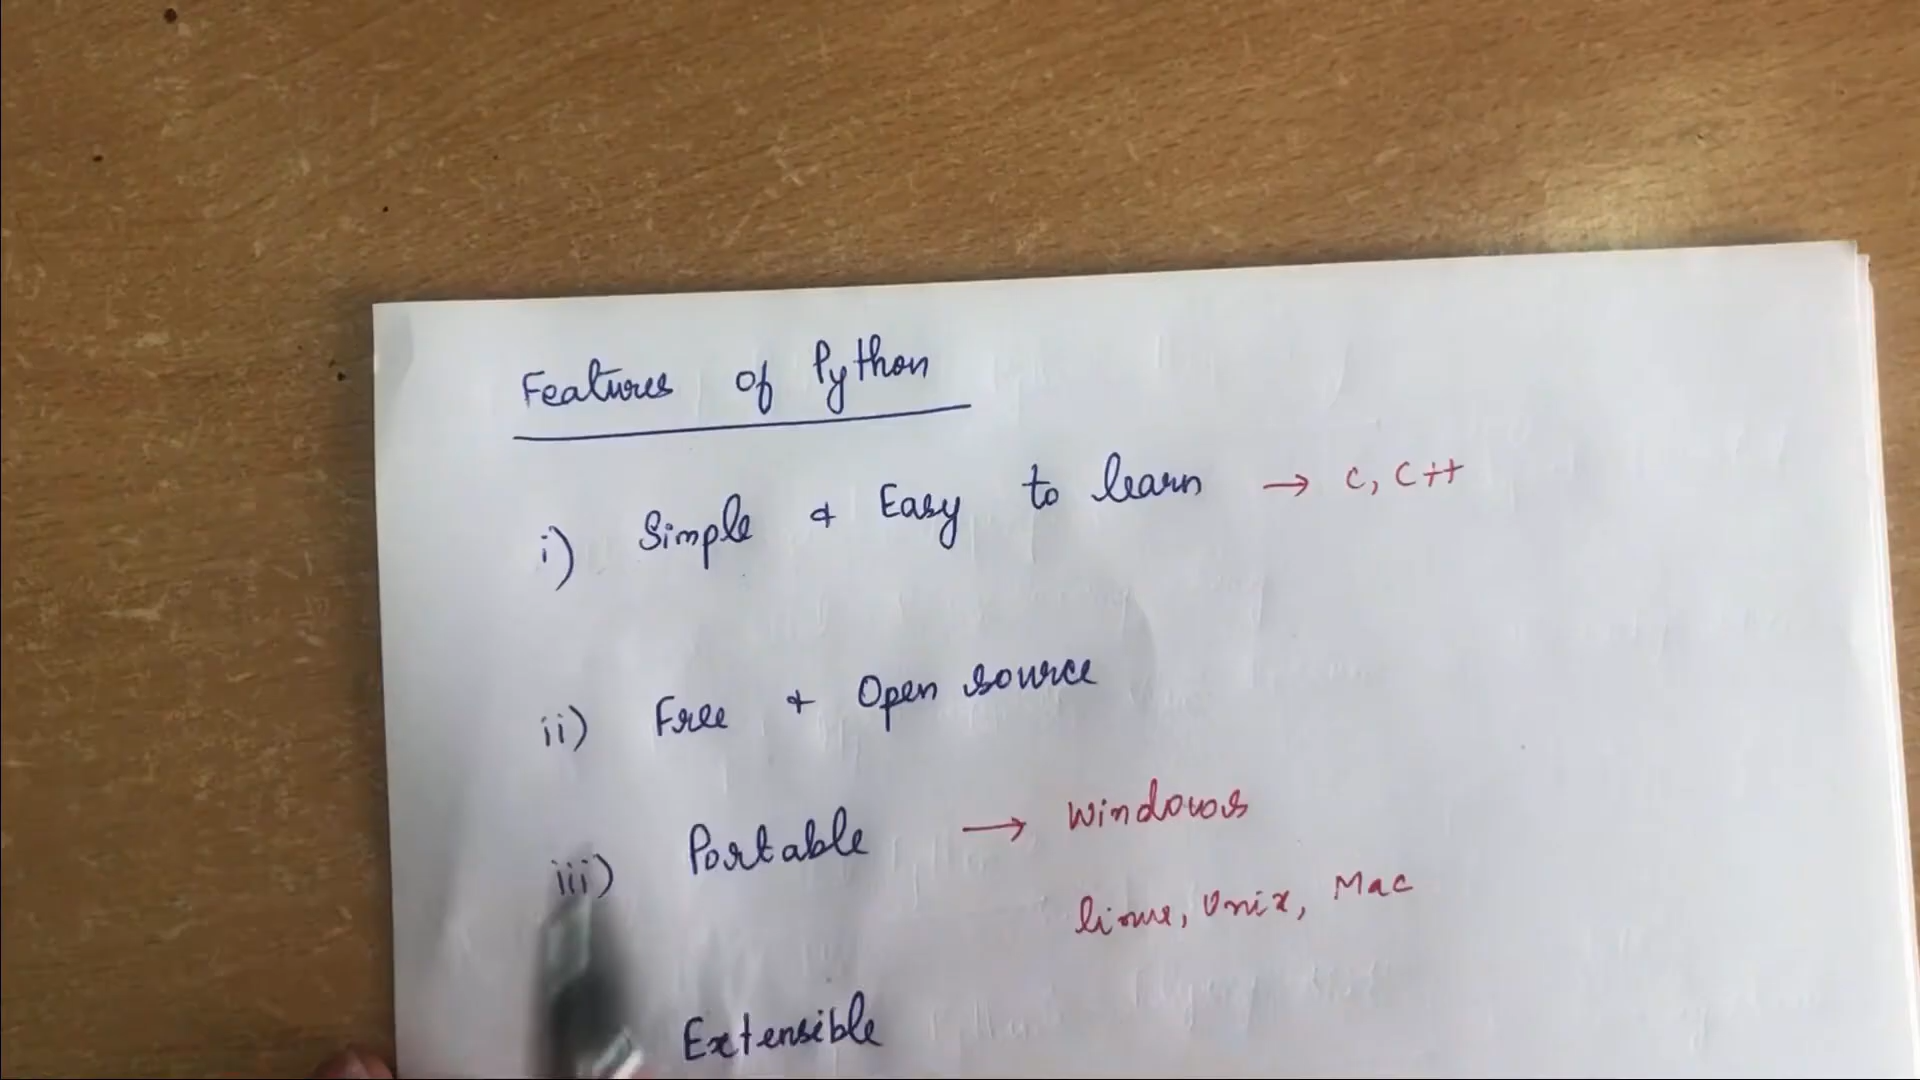 Features of Python
i) Simple & Easy to learn → C, C++
ii) Free & Open source
iii) Portable → Windows
linux, Unix, Mac
Extensible